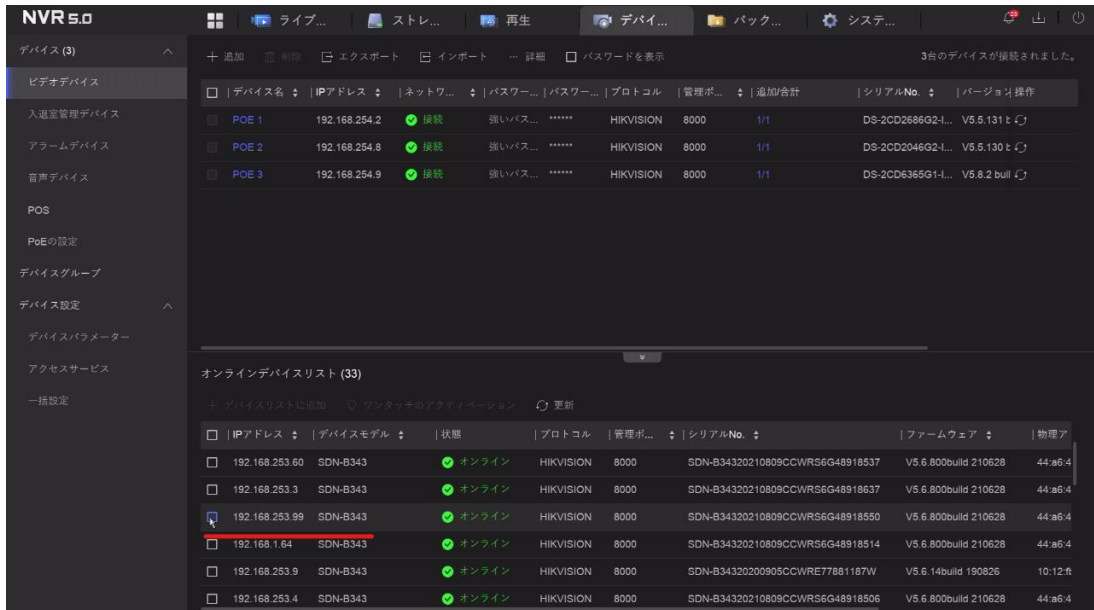 NVR 5.0
ライブ...
ストレ...
再生
デバイ...
バック...
システ...
デバイス (3)
ビデオデバイス
入退室管理デバイス
アラームデバイス
音声デバイス
POS
PoEの設定
デバイスグループ
デバイス設定
デバイスパラメーター
アクセスサービス
一括設定
追加 削除 エクスポート インポート ... 詳細 パスワードを表示 3台のデバイスが接続されました。
デバイス名 IPアドレス ネットワ... パスワー... パスワー... プロトコル 管理ポ... 追加/合計 シリアルNo. バージョン 操作
POE 1 192.168.254.2 接続 強いパス... ****** HIKVISION 8000 1/1 DS-2CD2686G2-I... V5.5.131 b
POE 2 192.168.254.8 接続 強いパス... ****** HIKVISION 8000 1/1 DS-2CD2046G2-I... V5.5.130 b
POE 3 192.168.254.9 接続 強いパス... ****** HIKVISION 8000 1/1 DS-2CD6365G1-I... V5.8.2 buil
オンラインデバイスリスト (33)
デバイスリストに追加 ワンタッチのアクティベーション 更新
IPアドレス デバイスモデル 状態 プロトコル 管理ポ... シリアルNo. ファームウェア 物理ア
192.168.253.60 SDN-B343 オンライン HIKVISION 8000 SDN-B34320210809CCWRS6G48918537 V5.6.800build 210628 44:a6:4
192.168.253.3 SDN-B343 オンライン HIKVISION 8000 SDN-B34320210809CCWRS6G48918637 V5.6.800build 210628 44:a6:4
192.168.253.99 SDN-B343 オンライン HIKVISION 8000 SDN-B34320210809CCWRS6G48918550 V5.6.800build 210628 44:a6:4
192.168.1.64 SDN-B343 オンライン HIKVISION 8000 SDN-B34320210809CCWRS6G48918514 V5.6.800build 210628 44:a6:4
192.168.253.9 SDN-B343 オンライン HIKVISION 8000 SDN-B34320200905CCWRE77881187W V5.6.14build 190826 10:12:fb
192.168.253.4 SDN-B343 オンライン HIKVISION 8000 SDN-B34320210809CCWRS6G48918506 V5.6.800build 210628 44:a6:4